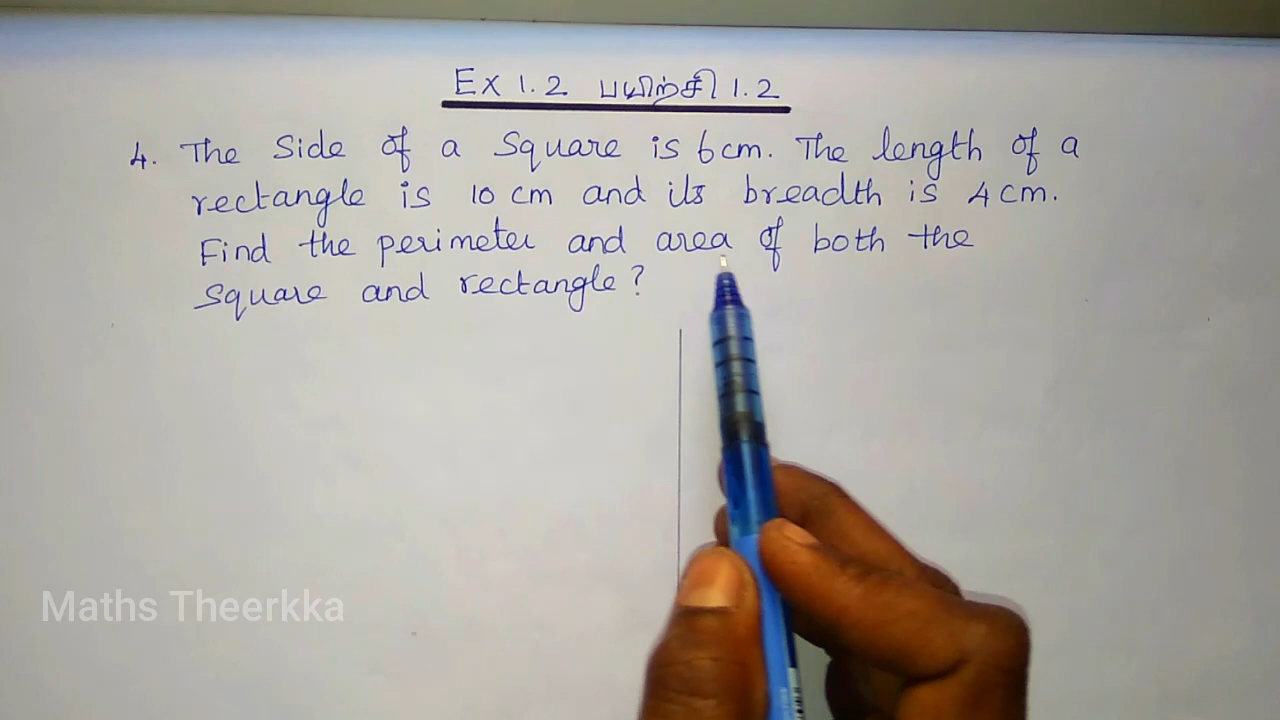 Ex 1.2 பயிற்சி 1.2
4. The Side of a Square is 6cm. The length of a
rectangle is 10 cm and its breadth is 4 cm.
Find the perimeter and area of both the
Square and rectangle?
Maths Theerkka